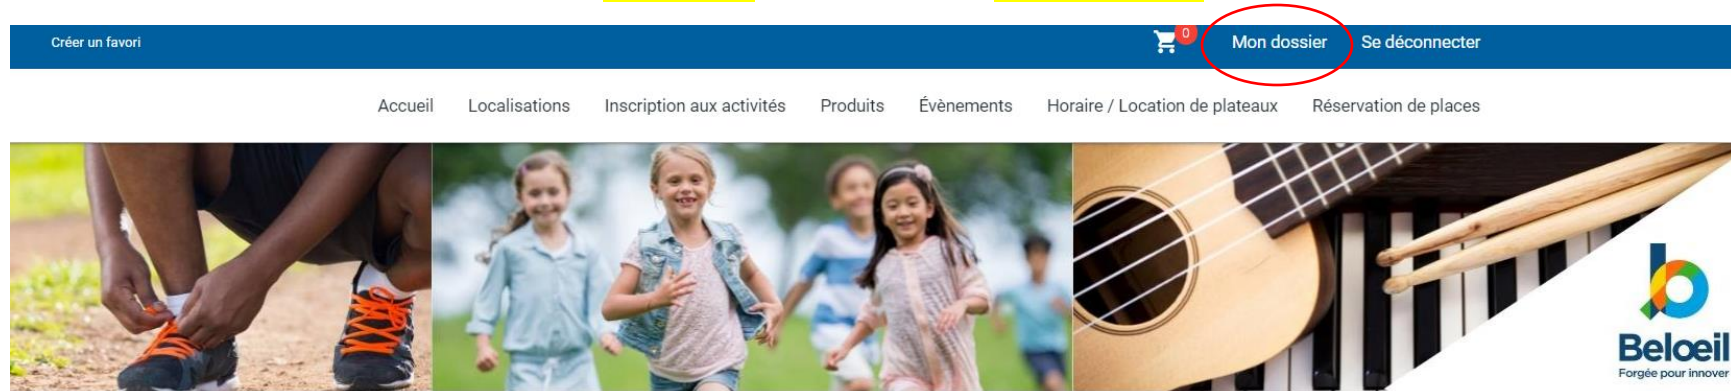 Créer un favori 0 Mon dossier Se déconnecter
Accueil Localisations Inscription aux activités Produits Évènements Horaire / Location de plateaux Réservation de places
Belœil
Forgée pour innover